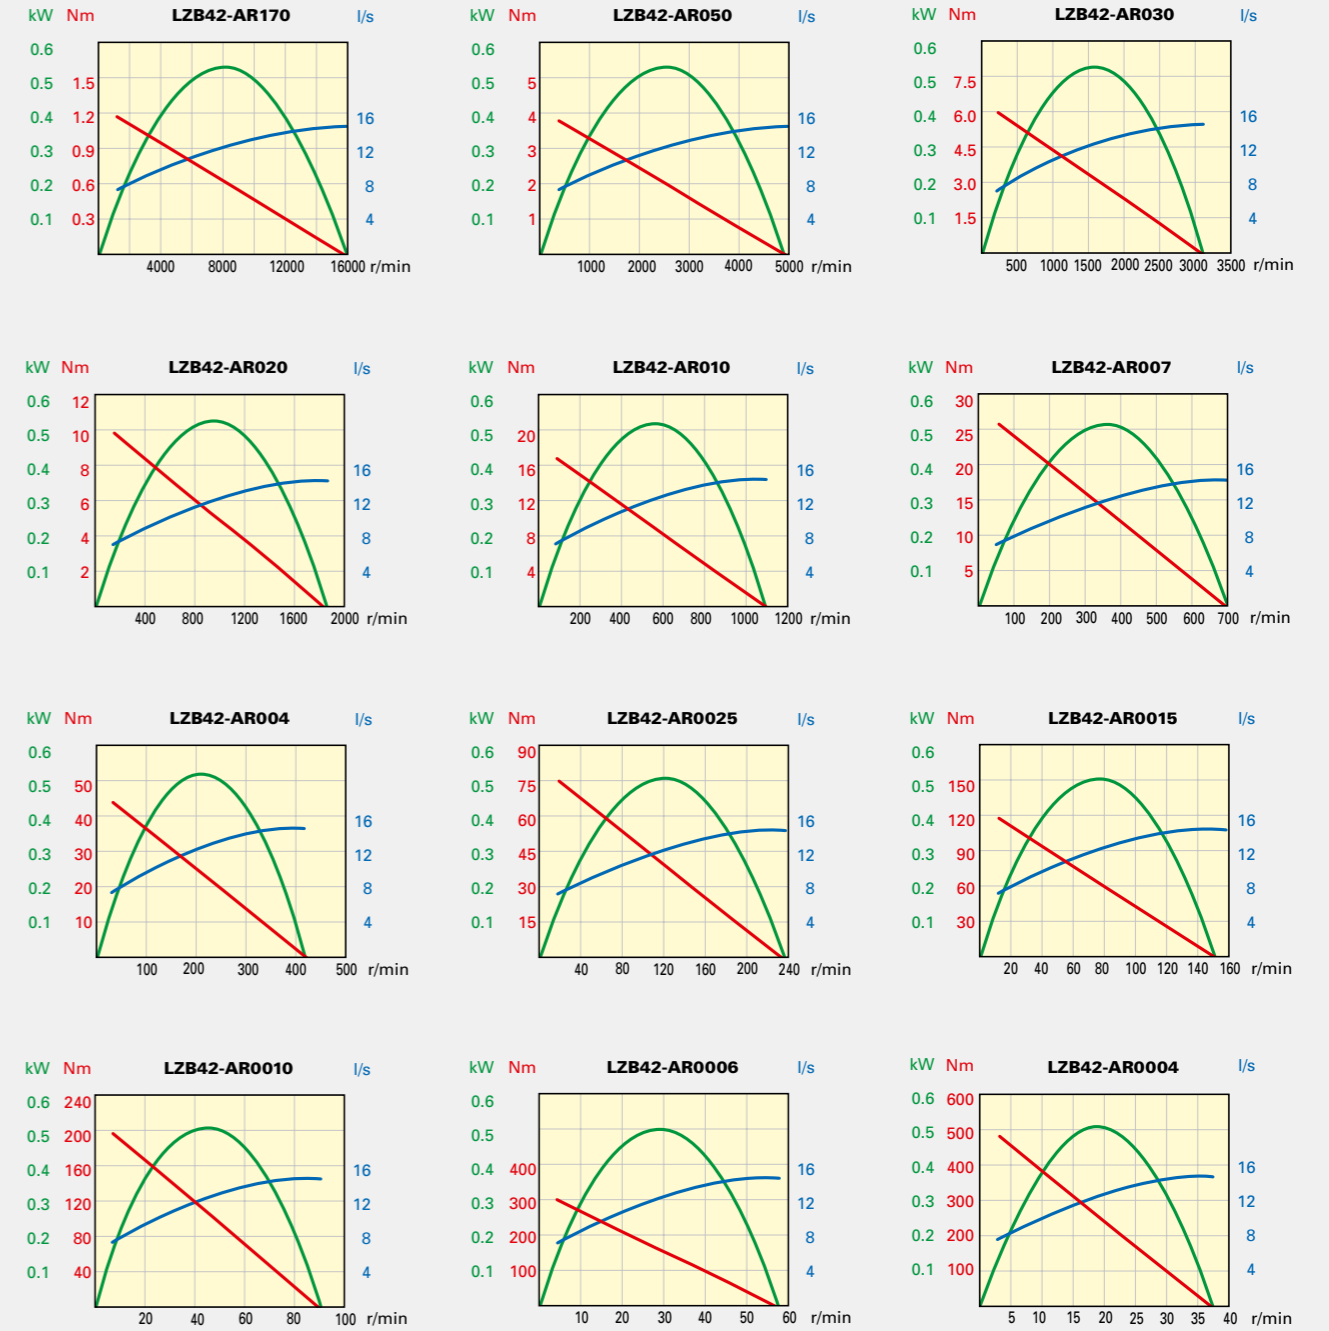 kW Nm LZB42-AR170 l/s
0.6
0.5 1.5
0.4 1.2 16
0.3 0.9 12
0.2 0.6 8
0.1 0.3 4
4000 8000 12000 16000 r/min
kW Nm LZB42-AR050 l/s
0.6
0.5 5
0.4 4 16
0.3 3 12
0.2 2 8
0.1 1 4
1000 2000 3000 4000 5000 r/min
kW Nm LZB42-AR030 l/s
0.6
0.5 7.5
0.4 6.0 16
0.3 4.5 12
0.2 3.0 8
0.1 1.5 4
500 1000 1500 2000 2500 3000 3500 r/min
kW Nm LZB42-AR020 l/s
0.6 12
0.5 10
0.4 8 16
0.3 6 12
0.2 4 8
0.1 2 4
400 800 1200 1600 2000 r/min
kW Nm LZB42-AR010 l/s
0.6
0.5 20
0.4 16 16
0.3 12 12
0.2 8 8
0.1 4 4
200 400 600 800 1000 1200 r/min
kW Nm LZB42-AR007 l/s
0.6 30
0.5 25
0.4 20 16
0.3 15 12
0.2 10 8
0.1 5 4
100 200 300 400 500 600 700 r/min
kW Nm LZB42-AR004 l/s
0.6
0.5 50
0.4 40 16
0.3 30 12
0.2 20 8
0.1 10 4
100 200 300 400 500 r/min
kW Nm LZB42-AR0025 l/s
0.6 90
0.5 75
0.4 60 16
0.3 45 12
0.2 30 8
0.1 15 4
40 80 120 160 200 240 r/min
kW Nm LZB42-AR0015 l/s
0.6
0.5 150
0.4 120 16
0.3 90 12
0.2 60 8
0.1 30 4
20 40 60 80 100 120 140 160 r/min
kW Nm LZB42-AR0010 l/s
0.6 240
0.5 200
0.4 160 16
0.3 120 12
0.2 80 8
0.1 40 4
20 40 60 80 100 r/min
kW Nm LZB42-AR0006 l/s
0.6
0.5
0.4 400 16
0.3 300 12
0.2 200 8
0.1 100 4
10 20 30 40 50 60 r/min
kW Nm LZB42-AR0004 l/s
0.6 600
0.5 500
0.4 400 16
0.3 300 12
0.2 200 8
0.1 100 4
5 10 15 20 25 30 35 40 r/min